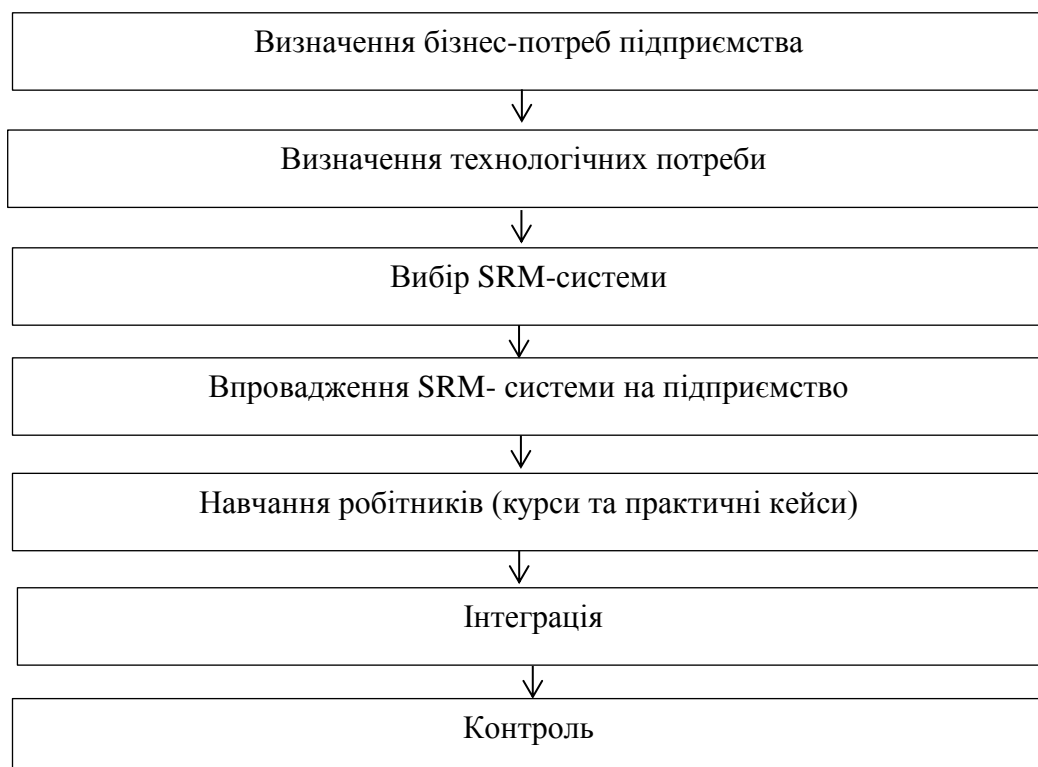 Визначення бізнес-потреб підприємства
Визначення технологічних потреби
Вибір SRM-системи
Впровадження SRM- системи на підприємство
Навчання робітників (курси та практичні кейси)
Інтеграція
Контроль